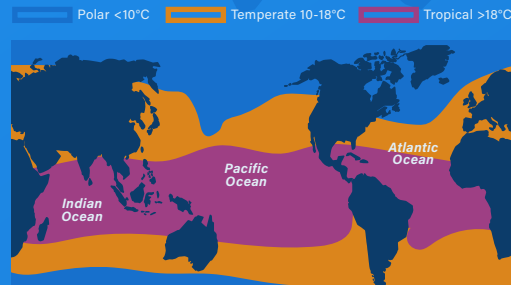 Polar <10°C
Temperate 10-18°C
Tropical >18°C
Atlantic
Ocean
Pacific
Ocean
Indian
Ocean